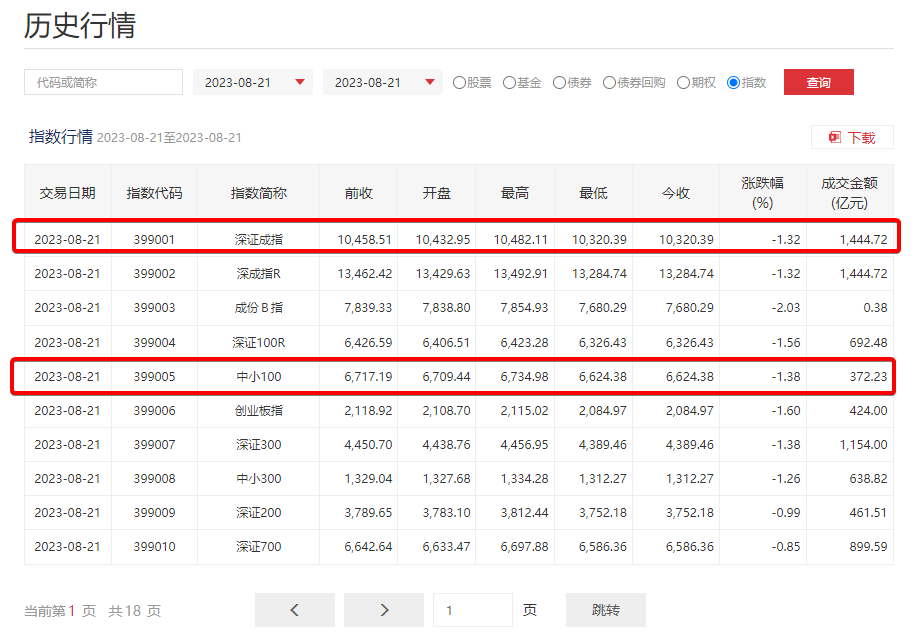 历史行情
代码或简称 2023-08-21 2023-08-21 股票 基金 债券 债券回购 期权 指数 查询
指数行情 2023-08-21至2023-08-21 下载
交易日期 指数代码 指数简称 前收 开盘 最高 最低 今收 涨跌幅 成交金额
(%) (亿元)
2023-08-21 399001 深证成指 10,458.51 10,432.95 10,482.11 10,320.39 10,320.39 -1.32 1,444.72
2023-08-21 399002 深成指R 13,462.42 13,429.63 13,492.91 13,284.74 13,284.74 -1.32 1,444.72
2023-08-21 399003 成份Ｂ指 7,839.33 7,838.80 7,854.93 7,680.29 7,680.29 -2.03 0.38
2023-08-21 399004 深证100R 6,426.59 6,406.51 6,423.28 6,326.43 6,326.43 -1.56 692.48
2023-08-21 399005 中小100 6,717.19 6,709.44 6,734.98 6,624.38 6,624.38 -1.38 372.23
2023-08-21 399006 创业板指 2,118.92 2,108.70 2,115.02 2,084.97 2,084.97 -1.60 424.00
2023-08-21 399007 深证300 4,450.70 4,438.76 4,456.95 4,389.46 4,389.46 -1.38 1,154.00
2023-08-21 399008 中小300 1,329.04 1,327.68 1,334.28 1,312.27 1,312.27 -1.26 638.82
2023-08-21 399009 深证200 3,789.65 3,783.10 3,812.44 3,752.18 3,752.18 -0.99 461.51
2023-08-21 399010 深证700 6,642.64 6,633.47 6,697.88 6,586.36 6,586.36 -0.85 899.59
当前第1 页 共18 页 1 页 跳转